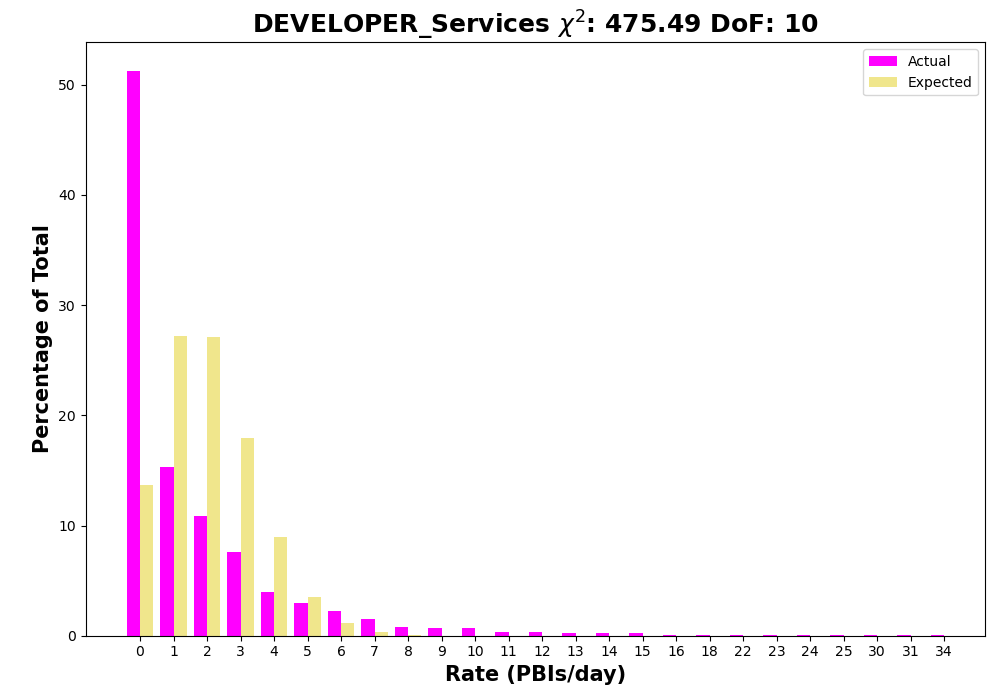 DEVELOPER_Services χ²: 475.49 DoF: 10
Actual
Expected
Percentage of Total
50
40
30
20
10
0
0 1 2 3 4 5 6 7 8 9 10 11 12 13 14 15 16 18 22 23 24 25 30 31 34
Rate (PBIs/day)